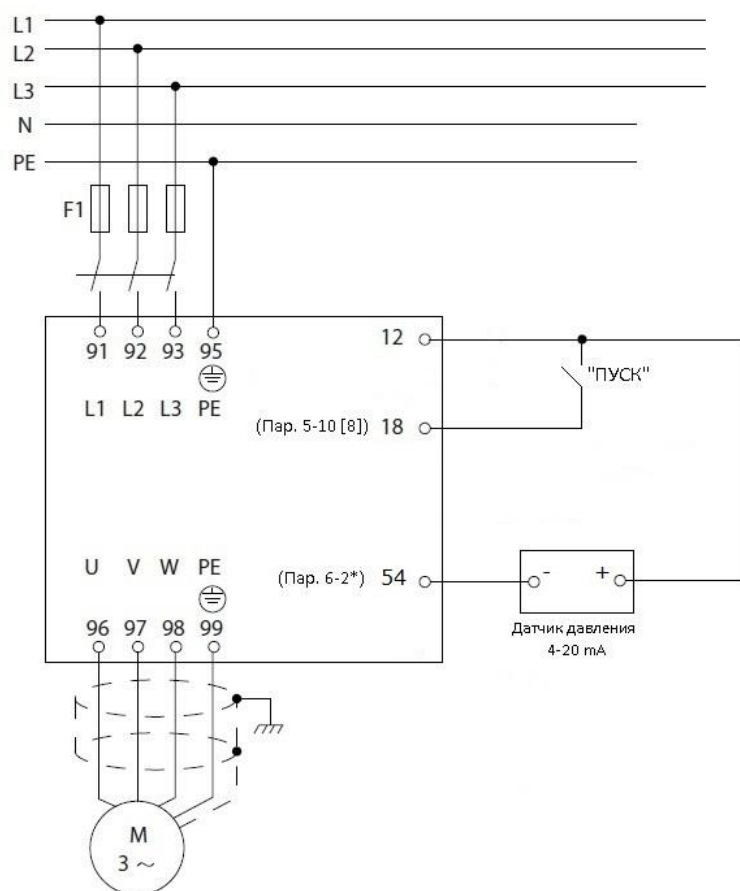 L1
L2
L3
N
PE
F1
91 92 93 95
L1 L2 L3 PE
12
"ПУСК"
(Пар. 5-10 [8]) 18
U V W PE
(Пар. 6-2*) 54
- +
96 97 98 99
Датчик давления
4-20 mA
M
3 ~